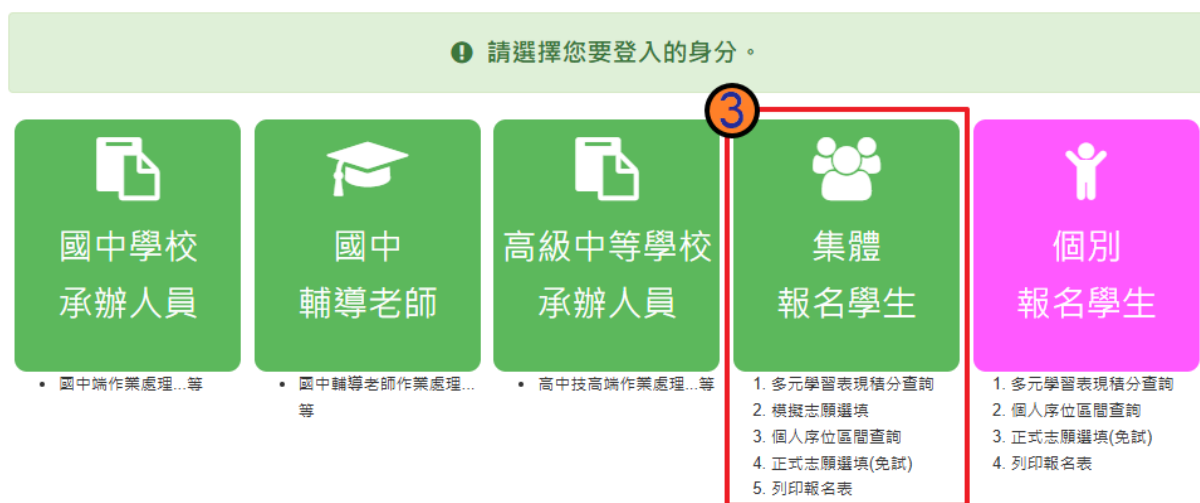 請選擇您要登入的身分。
3
國中學校
承辦人員
國中
輔導老師
高級中等學校
承辦人員
集體
報名學生
個別
報名學生
• 國中端作業處理...等
• 國中輔導老師作業處理...
等
• 高中技高端作業處理...等
1. 多元學習表現積分查詢
2. 模擬志願選填
3. 個人序位區間查詢
4. 正式志願選填(免試)
5. 列印報名表
1. 多元學習表現積分查詢
2. 個人序位區間查詢
3. 正式志願選填(免試)
4. 列印報名表